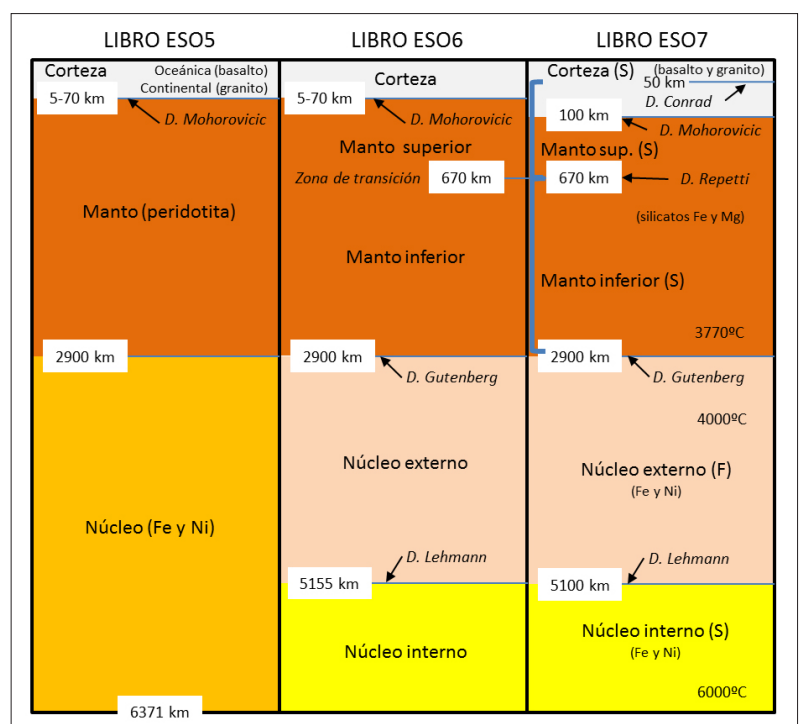 LIBRO ESO5
Corteza
Oceánica (basalto)
Continental (granito)
5-70 km
D. Mohorovicic
Manto (peridotita)
2900 km
Núcleo (Fe y Ni)
6371 km
LIBRO ESO6
Corteza
5-70 km
D. Mohorovicic
Manto superior
Zona de transición
670 km
Manto inferior
2900 km
D. Gutenberg
Núcleo externo
D. Lehmann
5155 km
Núcleo interno
LIBRO ESO7
Corteza (S)
(basalto y granito)
50 km
D. Conrad
100 km
D. Mohorovicic
Manto sup. (S)
670 km
D. Repetti
(silicatos Fe y Mg)
Manto inferior (S)
3770ºC
2900 km
D. Gutenberg
4000ºC
Núcleo externo (F)
(Fe y Ni)
D. Lehmann
5100 km
Núcleo interno (S)
(Fe y Ni)
6000ºC